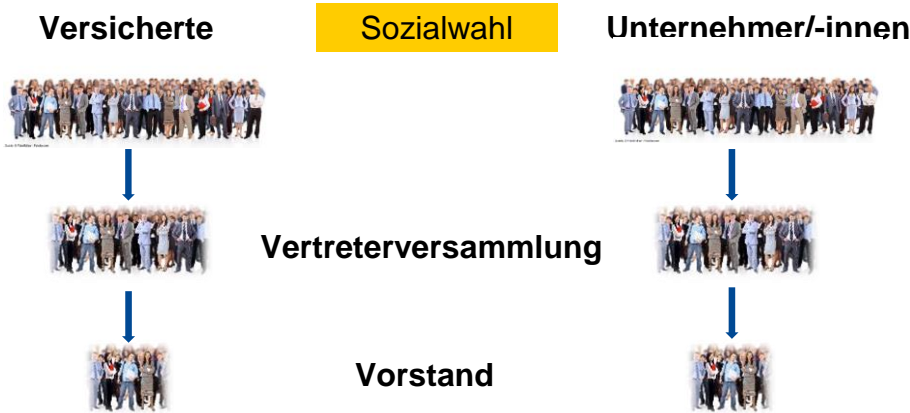 Versicherte
Sozialwahl
Unternehmer/-innen
Vertreterversammlung
Vorstand